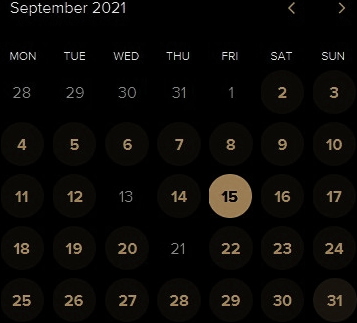 September 2021
MON TUE WED THU FRI SAT SUN
28 29 30 31 1 2 3
4 5 6 7 8 9 10
11 12 13 14 15 16 17
18 19 20 21 22 23 24
25 26 27 28 29 30 31